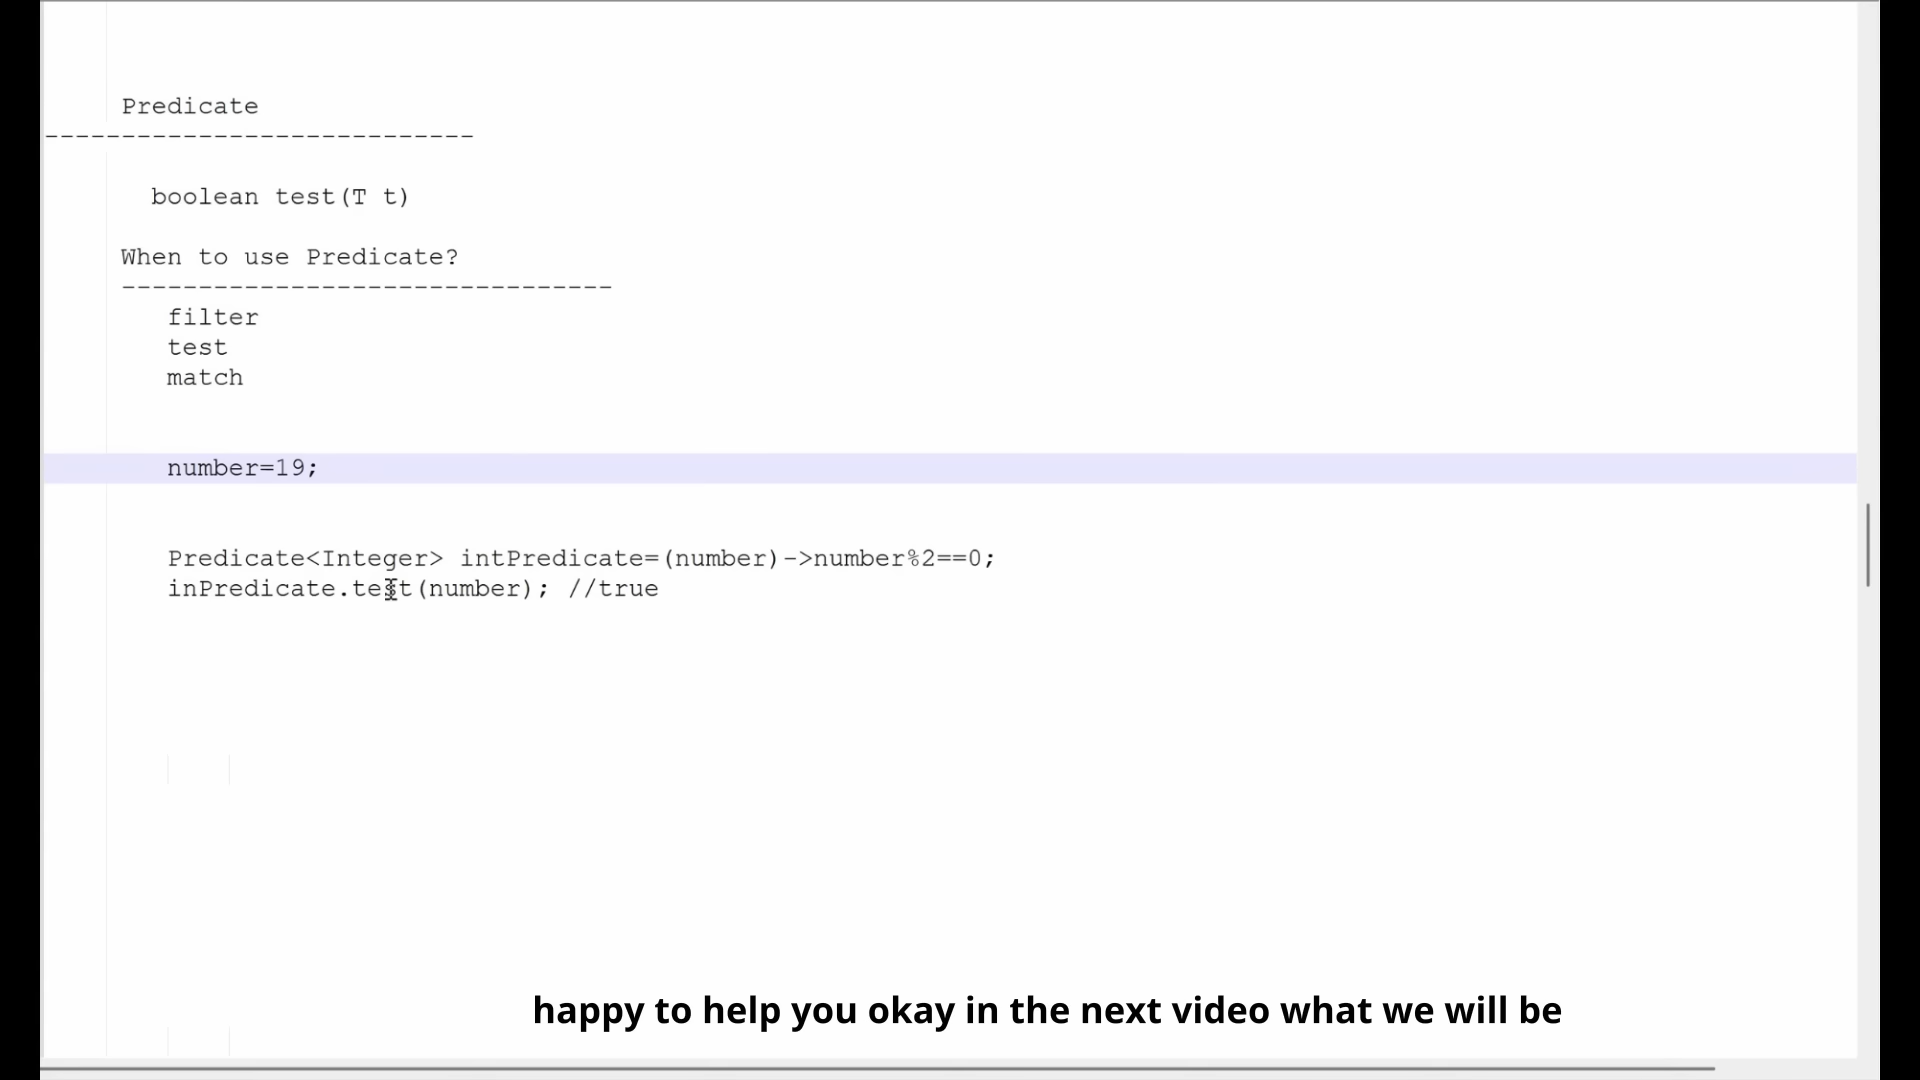 Predicate
----------------------------
boolean test(T t)
When to use Predicate?
--------------------------------
filter
test
match
number=19;
Predicate<Integer> intPredicate=(number)->number%2==0;
inPredicate.test(number); //true
happy to help you okay in the next video what we will be